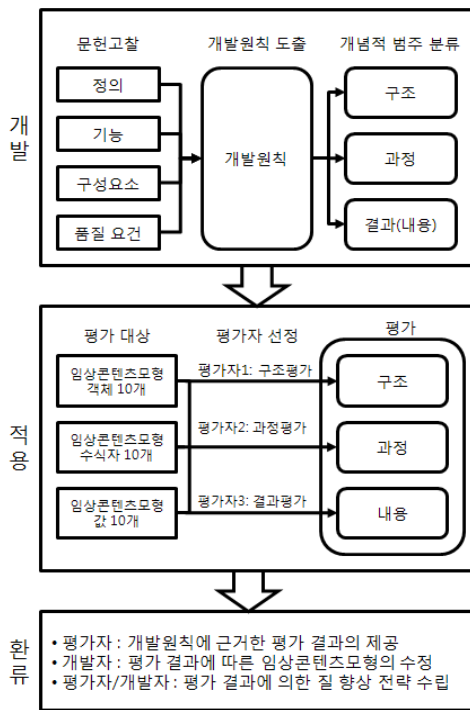 개발
문헌고찰
개발원칙 도출
개념적 범주 분류
정의
기능
구성요소
품질 요건
개발원칙
구조
과정
결과(내용)
적용
평가 대상
평가자 선정
평가
임상콘텐츠모형
객체 10개
임상콘텐츠모형
수식자 10개
임상콘텐츠모형
값 10개
평가자1: 구조평가
평가자2: 과정평가
평가자3: 결과평가
구조
과정
내용
환류
• 평가자 : 개발원칙에 근거한 평가 결과의 제공
• 개발자 : 평가 결과에 따른 임상콘텐츠모형의 수정
• 평가자/개발자 : 평가 결과에 의한 질 향상 전략 수립